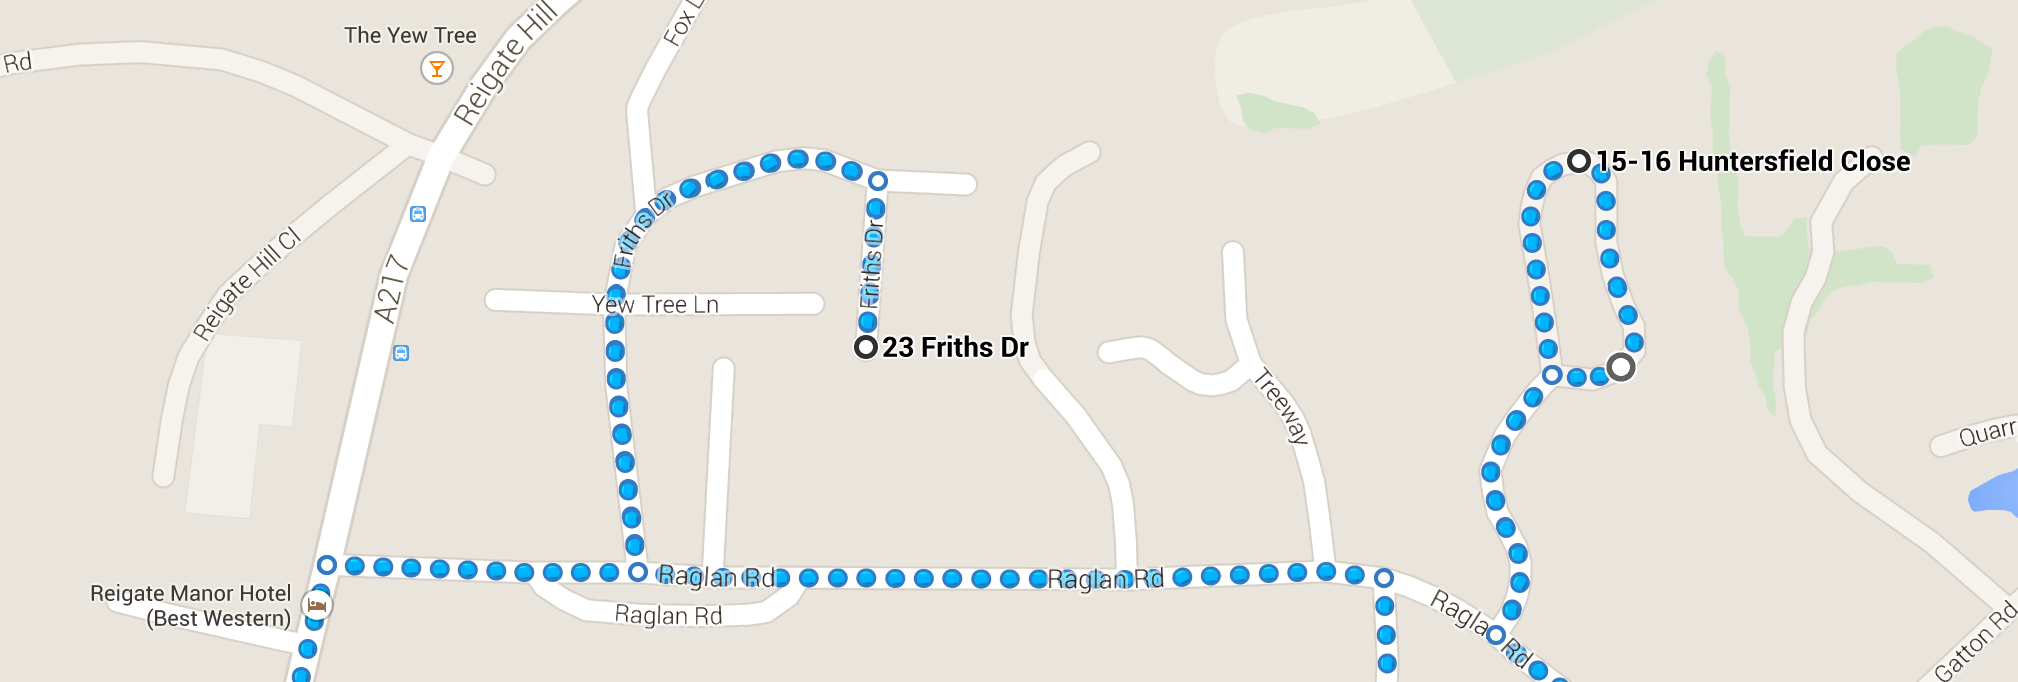 The Yew Tree
Rd
Reigate Hill
Fox
15-16 Huntersfield Close
Friths Dr
Friths Dr
Reigate Hill Cl
A217
Yew Tree Ln
23 Friths Dr
Treeway
Quarr
Raglan Rd
Raglan Rd
Reigate Manor Hotel
(Best Western)
Raglan Rd
Raglan Rd
Gatton Rd